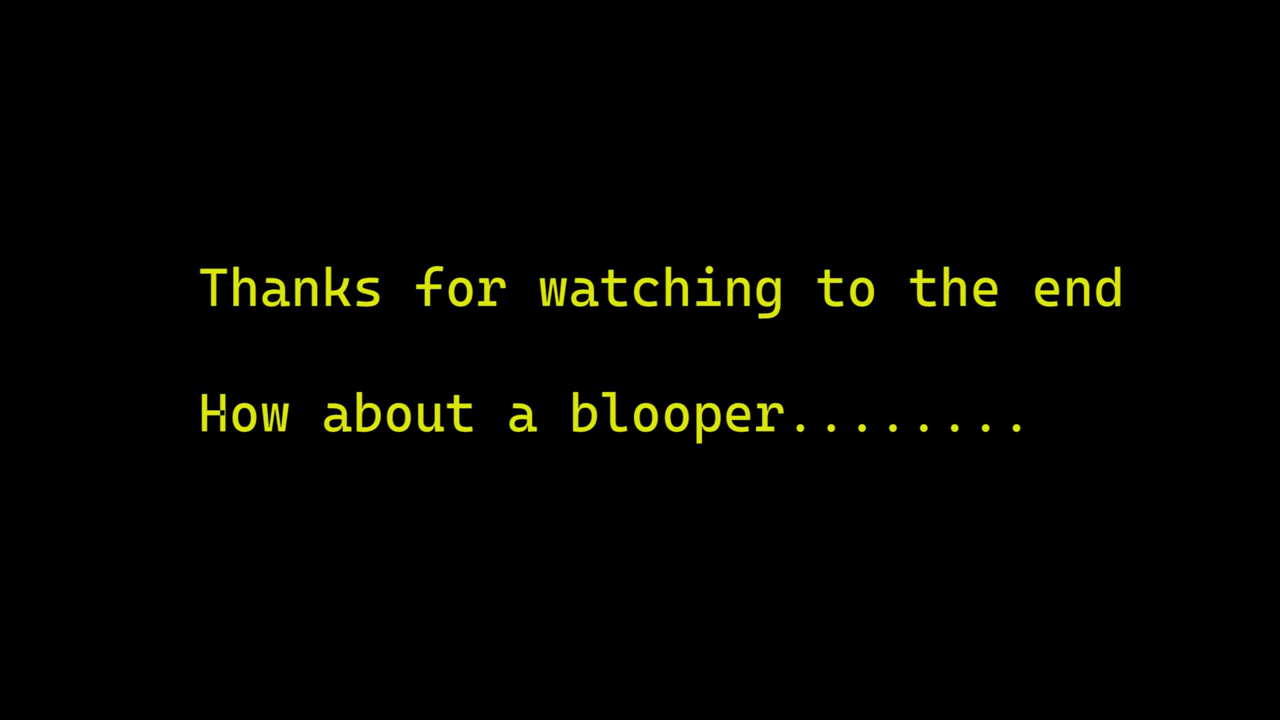 Thanks for watching to the end
How about a blooper........